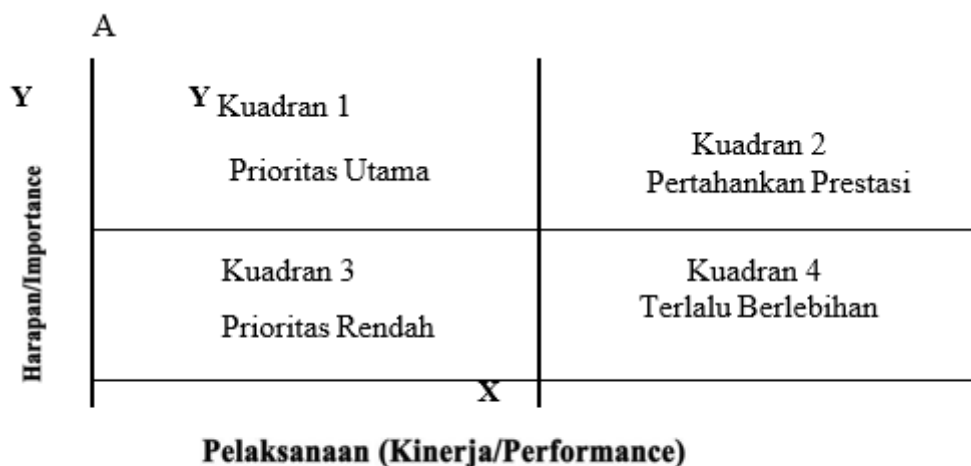 A
Y
Y Kuadran 1
Prioritas Utama
Kuadran 2
Pertahankan Prestasi
Harapan/Importance
Kuadran 3
Prioritas Rendah
Kuadran 4
Terlalu Berlebihan
X
Pelaksanaan (Kinerja/Performance)